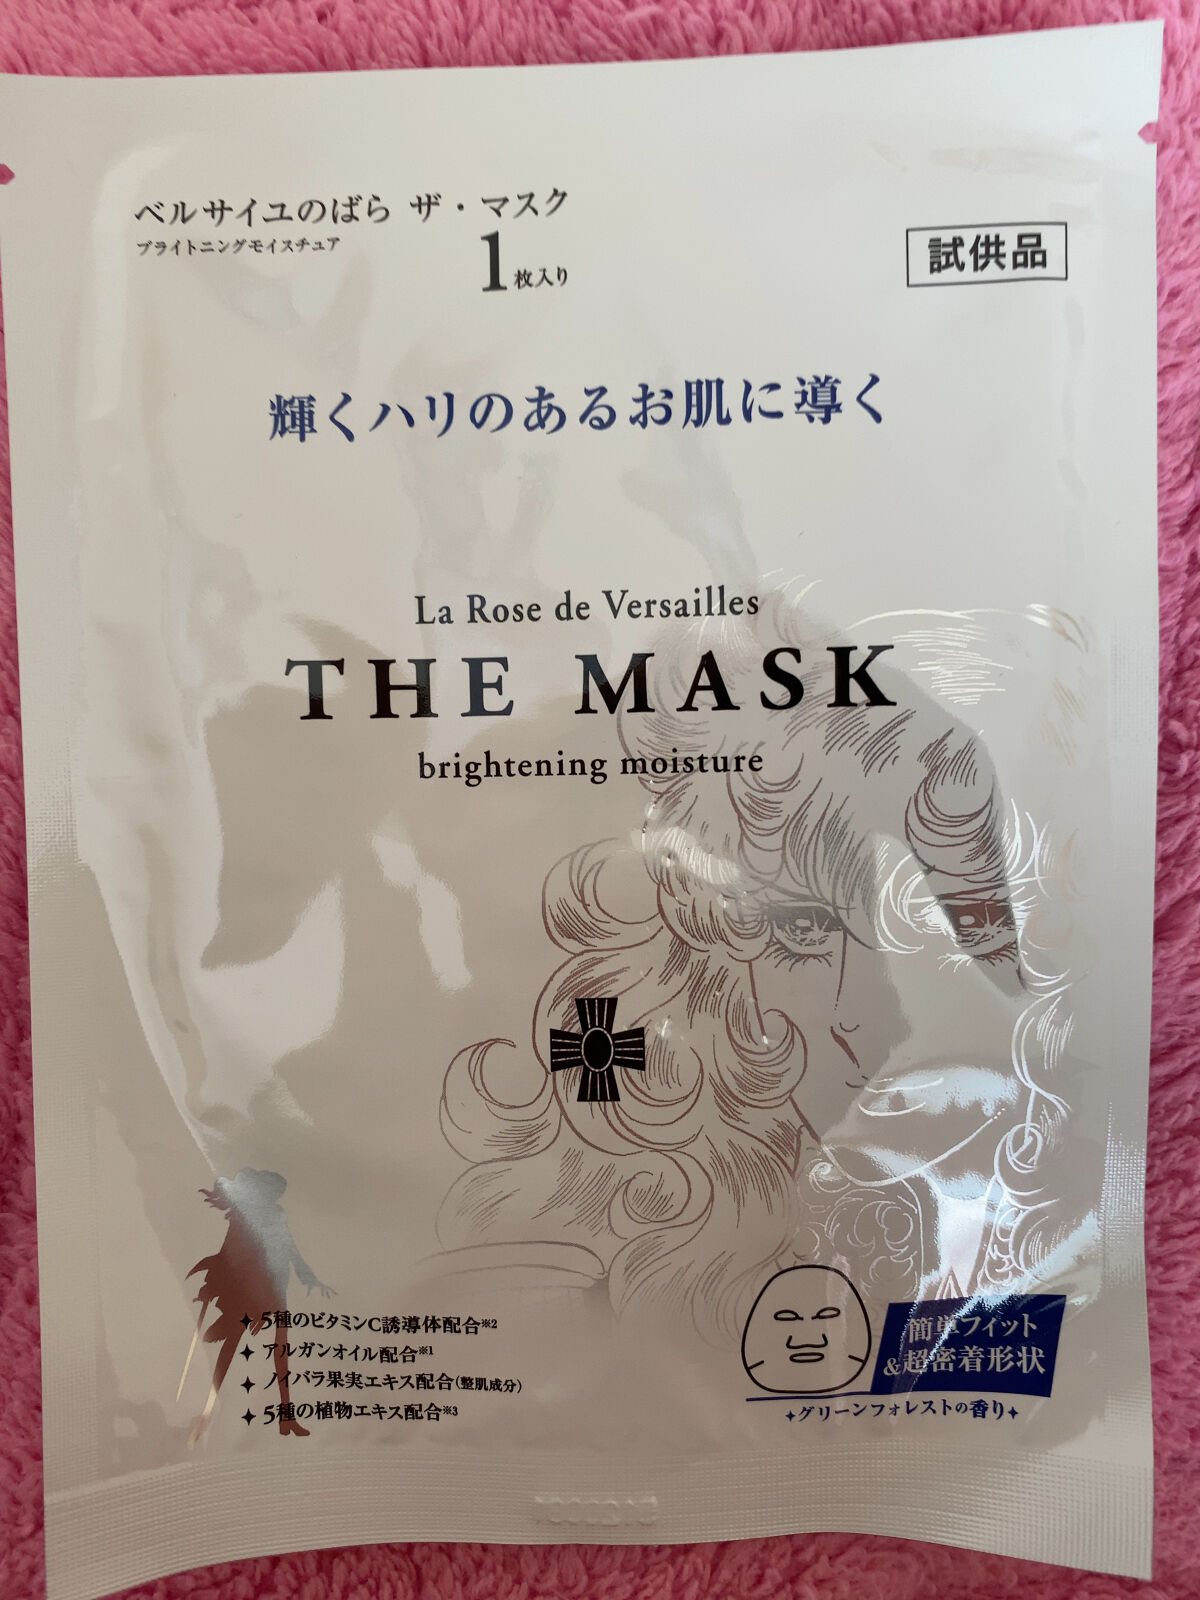 ベルサイユのばら ザ・マスク
ブライトニングモイスチュア
1枚入り
試供品
輝くハリのあるお肌に導く
La Rose de Versailles
THE MASK
brightening moisture
5種のビタミンC誘導体配合※2
アルガンオイル配合※1
ノイバラ果実エキス配合(整肌成分)
5種の植物エキス配合※3
簡単フィット
&超密着形状
グリーンフォレストの香り